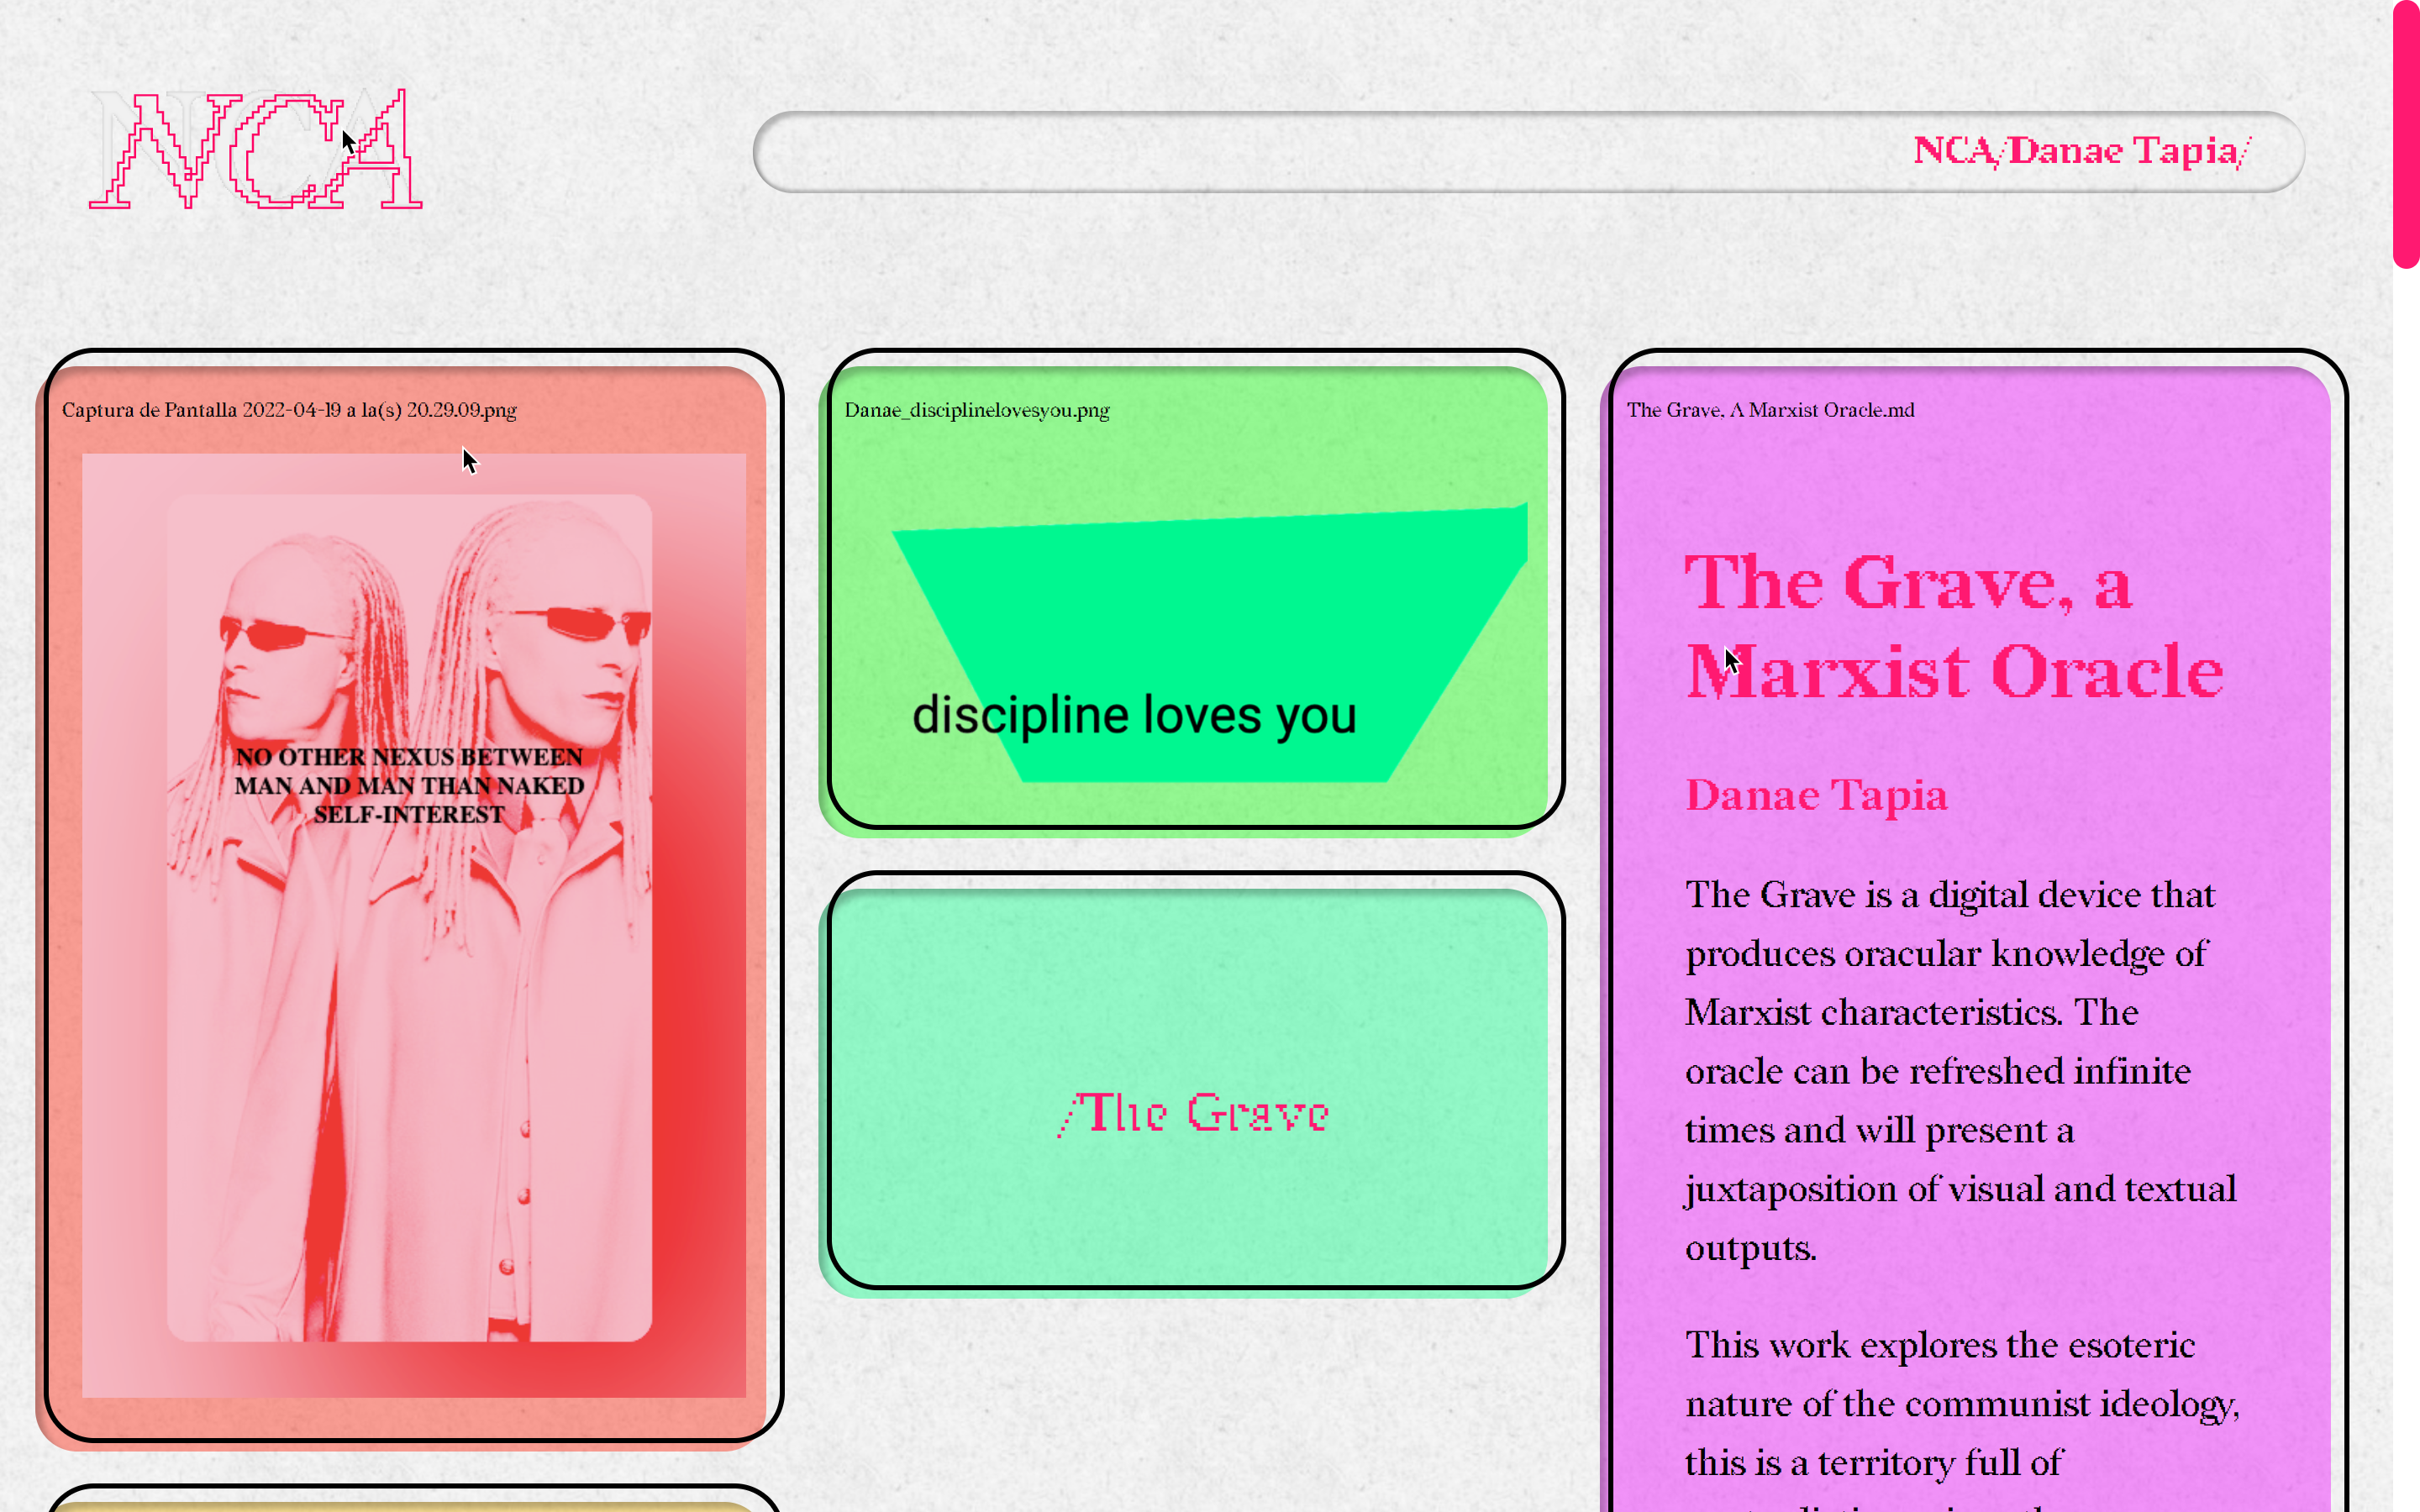 NCA
NCA/Danae Tapia/
Captura de Pantalla 2022-04-19 a la(s) 20.29.09.png
NO OTHER NEXUS BETWEEN
MAN AND MAN THAN NAKED
SELF-INTEREST
Danae_disciplinelovesyou.png
discipline loves you
/The Grave
The Grave, A Marxist Oracle.md
The Grave, a
Marxist Oracle
Danae Tapia
The Grave is a digital device that
produces oracular knowledge of
Marxist characteristics. The
oracle can be refreshed infinite
times and will present a
juxtaposition of visual and textual
outputs.
This work explores the esoteric
nature of the communist ideology,
this is a territory full of